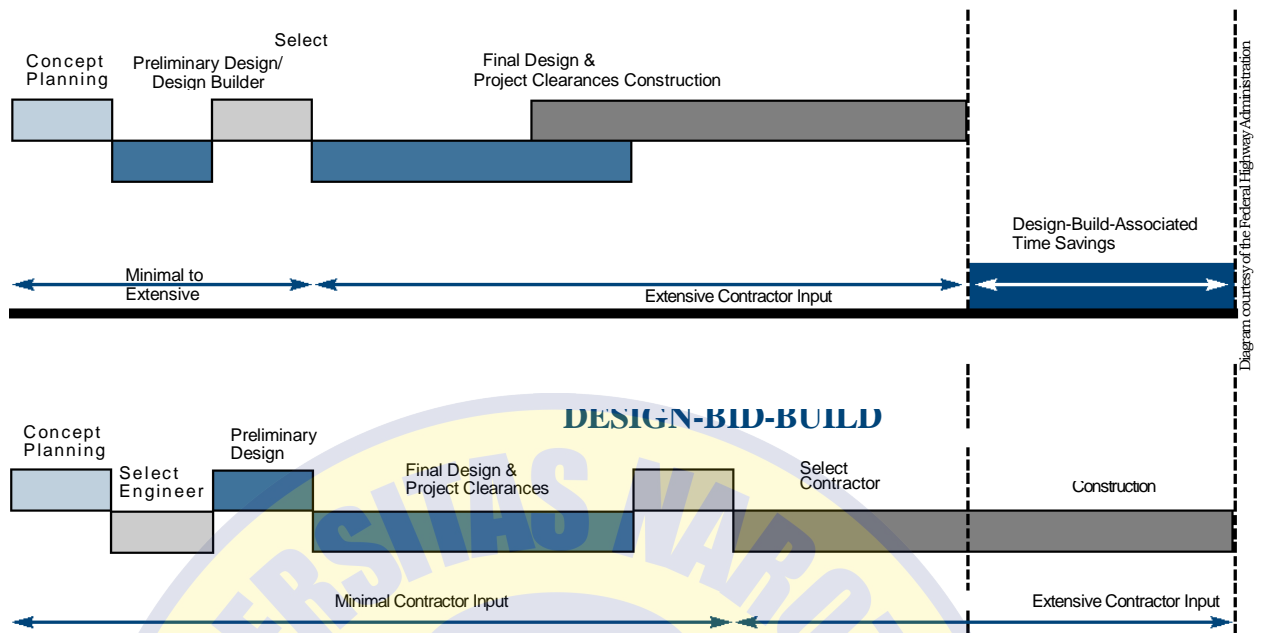 Select
Concept
Planning
Preliminary Design/
Design Builder
Final Design &
Project Clearances Construction
Design-Build-Associated
Time Savings
Minimal to
Extensive
Extensive Contractor Input
Diagram courtesy of the Federal Highway Administration
DESIGN-BID-BUILD
Concept
Planning
Select
Engineer
Preliminary
Design
Final Design &
Project Clearances
Select
Contractor
Construction
Minimal Contractor Input
Extensive Contractor Input